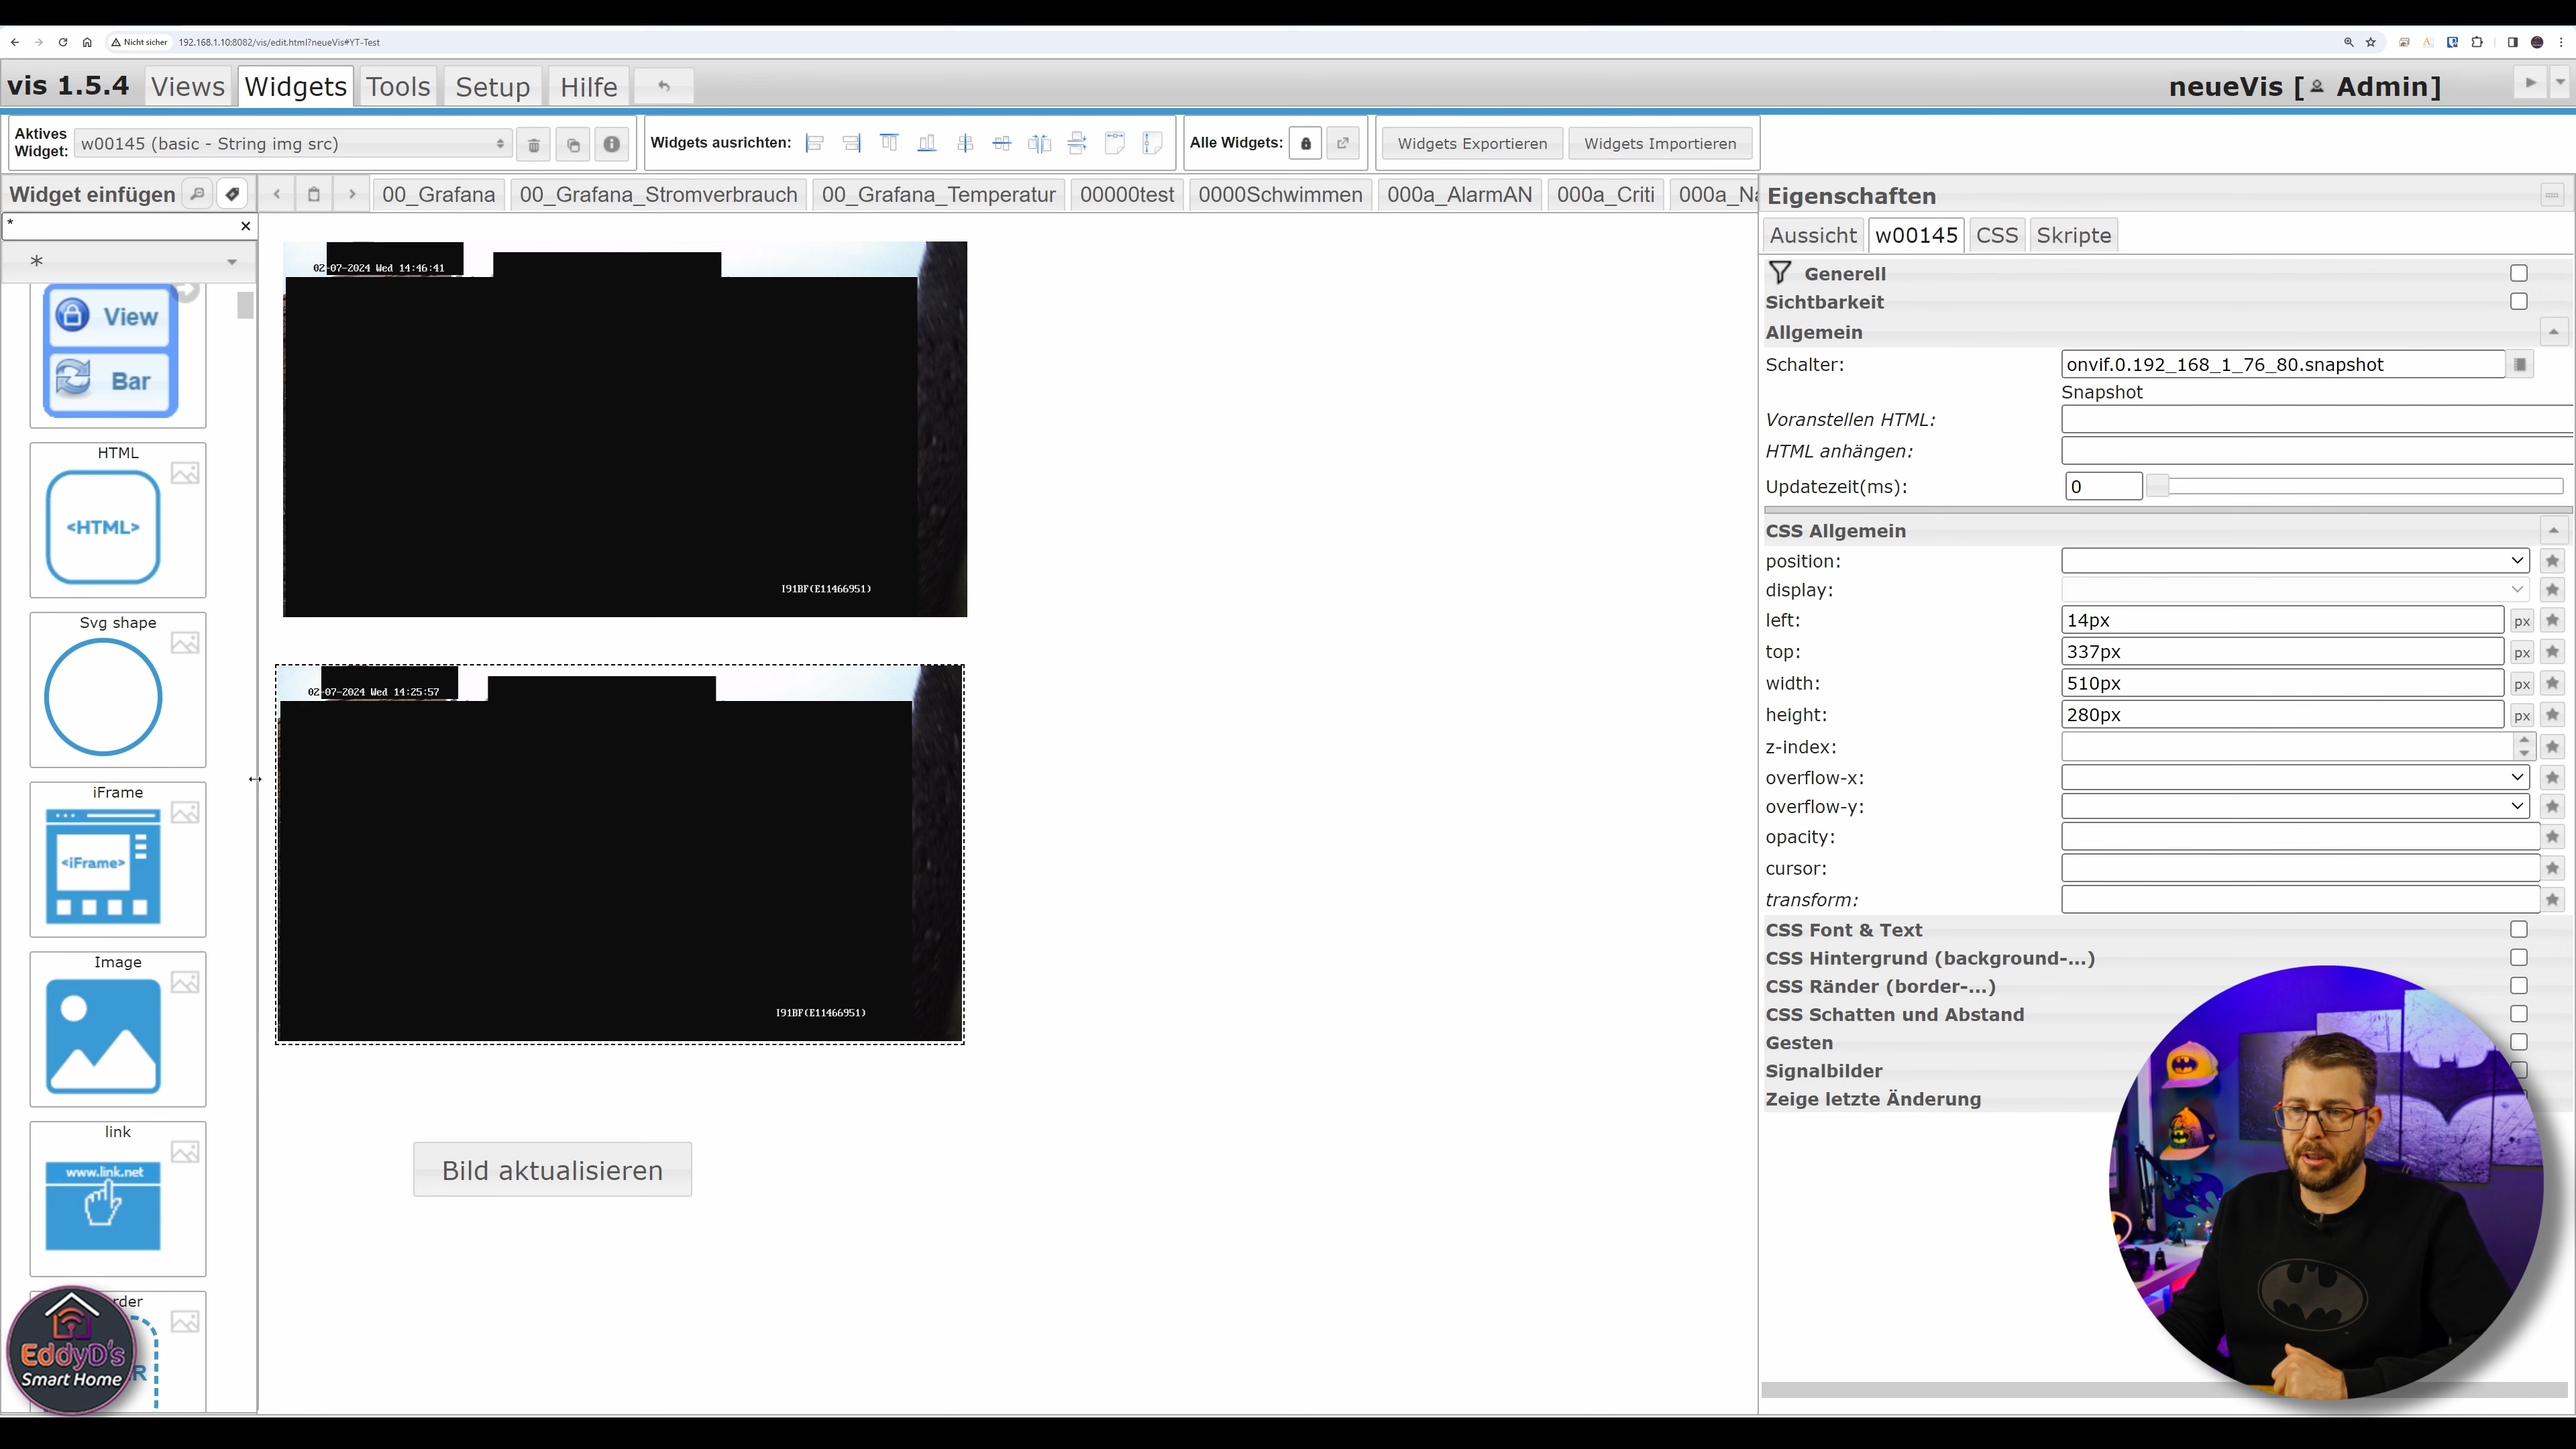 Nicht sicher 192.168.1.10:8082/vis/edit.html?neueVis#YT-Test
vis 1.5.4 Views Widgets Tools Setup Hilfe neueVis [ Admin]
Aktives Widget: w00145 (basic - String img src) Widgets ausrichten: Alle Widgets: Widgets Exportieren Widgets Importieren
Widget einfügen 00_Grafana 00_Grafana_Stromverbrauch 00_Grafana_Temperatur 00000test 0000Schwimmen 000a_AlarmAN 000a_Criti 000a_Na
*
*
View
Bar
HTML
<HTML>
Svg shape
iFrame
<iFrame>
Image
link
www.link.net
rder
R
EddyD's
Smart Home
02-07-2024 Wed 14:46:41
I91BF(E11466951)
02-07-2024 Wed 14:25:57
I91BF(E11466951)
Bild aktualisieren
Eigenschaften
Aussicht w00145 CSS Skripte
Generell
Sichtbarkeit
Allgemein
Schalter: onvif.0.192_168_1_76_80.snapshot
Snapshot
Voranstellen HTML:
HTML anhängen:
Updatezeit(ms): 0
CSS Allgemein
position:
display:
left: 14px px
top: 337px px
width: 510px px
height: 280px px
z-index:
overflow-x:
overflow-y:
opacity:
cursor:
transform:
CSS Font & Text
CSS Hintergrund (background-...)
CSS Ränder (border-...)
CSS Schatten und Abstand
Gesten
Signalbilder
Zeige letzte Änderung